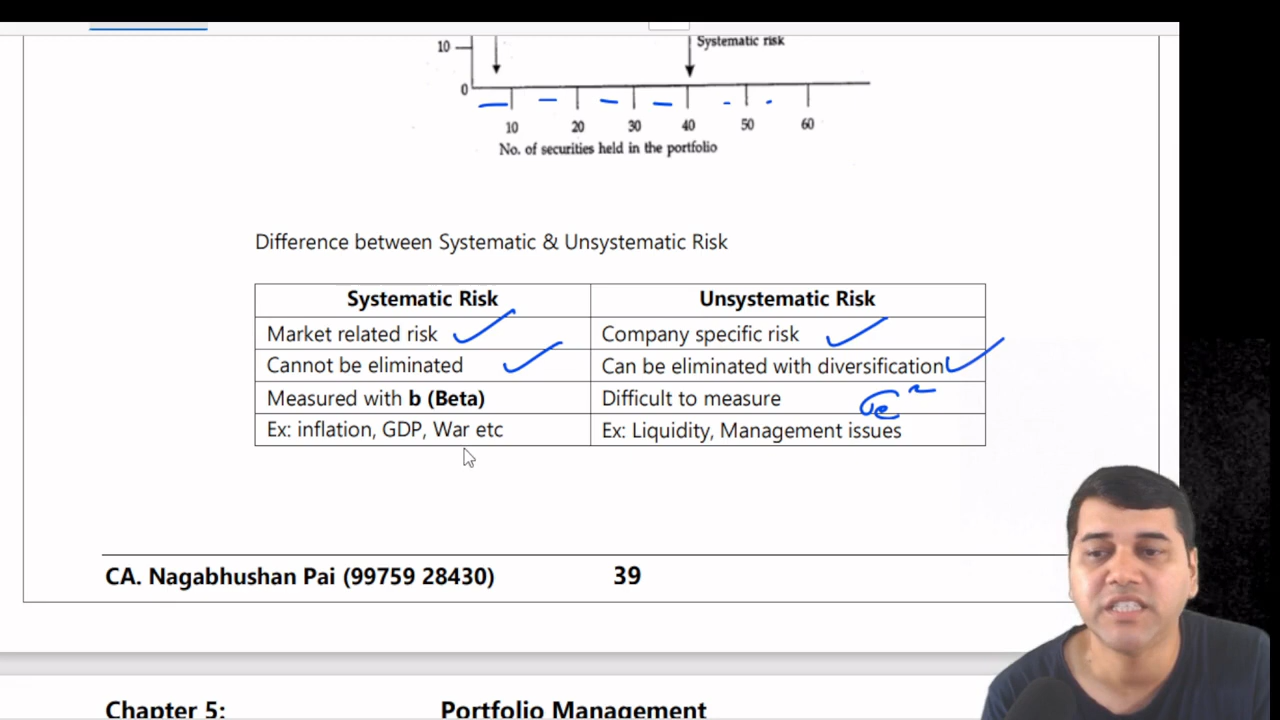 10
Systematic risk
0
10 20 30 40 50 60
No. of securities held in the portfolio
Difference between Systematic & Unsystematic Risk
Systematic Risk Unsystematic Risk
Market related risk Company specific risk
Cannot be eliminated Can be eliminated with diversification
Measured with b (Beta) Difficult to measure
Ex: inflation, GDP, War etc Ex: Liquidity, Management issues
CA. Nagabhushan Pai (99759 28430) 39
Chapter 5: Portfolio Management